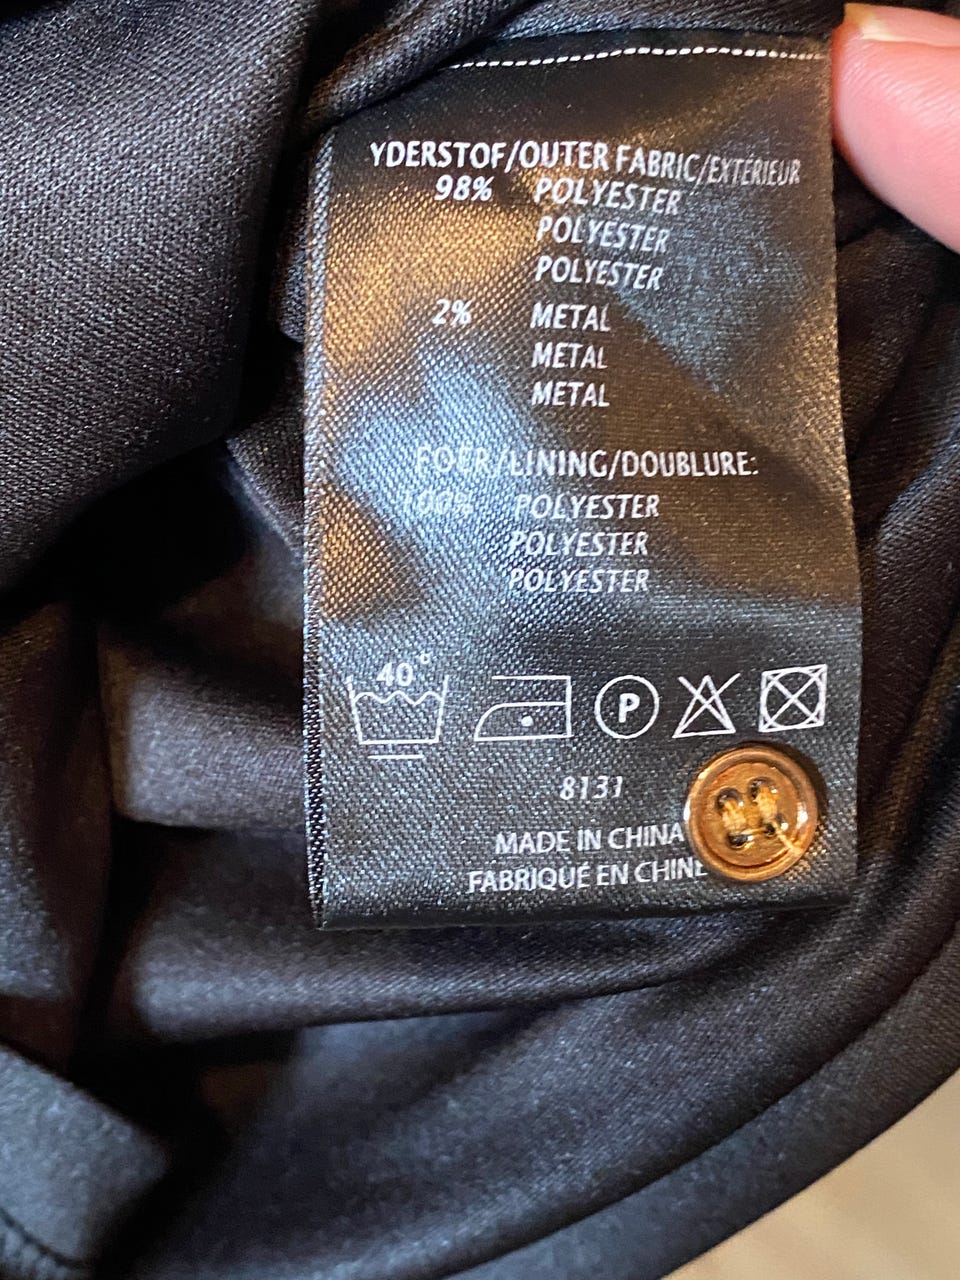 YDERSTOF/OUTER FABRIC/EXTÉRIEUR
98% POLYESTER
POLYESTER
POLYESTER
2% METAL
METAL
METAL
FOER/LINING/DOUBLURE:
100% POLYESTER
POLYESTER
POLYESTER
40°
P
8131
MADE IN CHINA
FABRIQUÉ EN CHINE